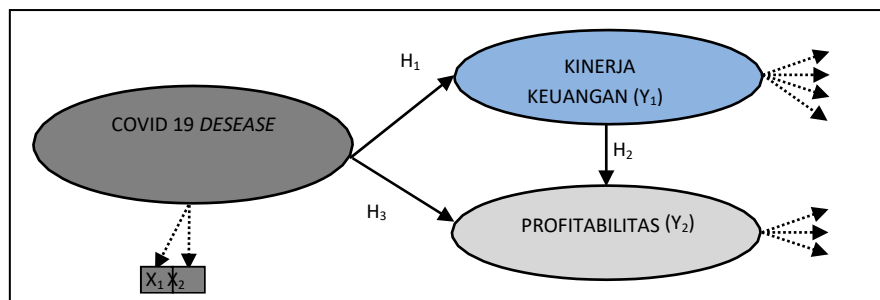 H₁
KINERJA
KEUANGAN (Y₁)
COVID 19 DESEASE
H₂
H₃
PROFITABILITAS (Y₂)
X₁ X₂